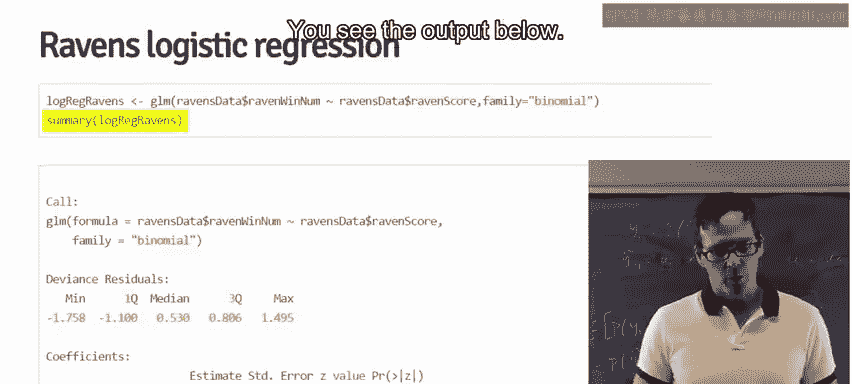 You see the output below.
Ravens logistic regression
logRegRavens <- glm(ravensData$ravenWinNum ~ ravensData$ravenScore,family="binomial")
summary(logRegRavens)
Call:
glm(formula = ravensData$ravenWinNum ~ ravensData$ravenScore,
family = "binomial")
Deviance Residuals:
Min 1Q Median 3Q Max
-1.758 -1.100 0.530 0.806 1.495
Coefficients:
Estimate Std. Error z value Pr(>|z|)